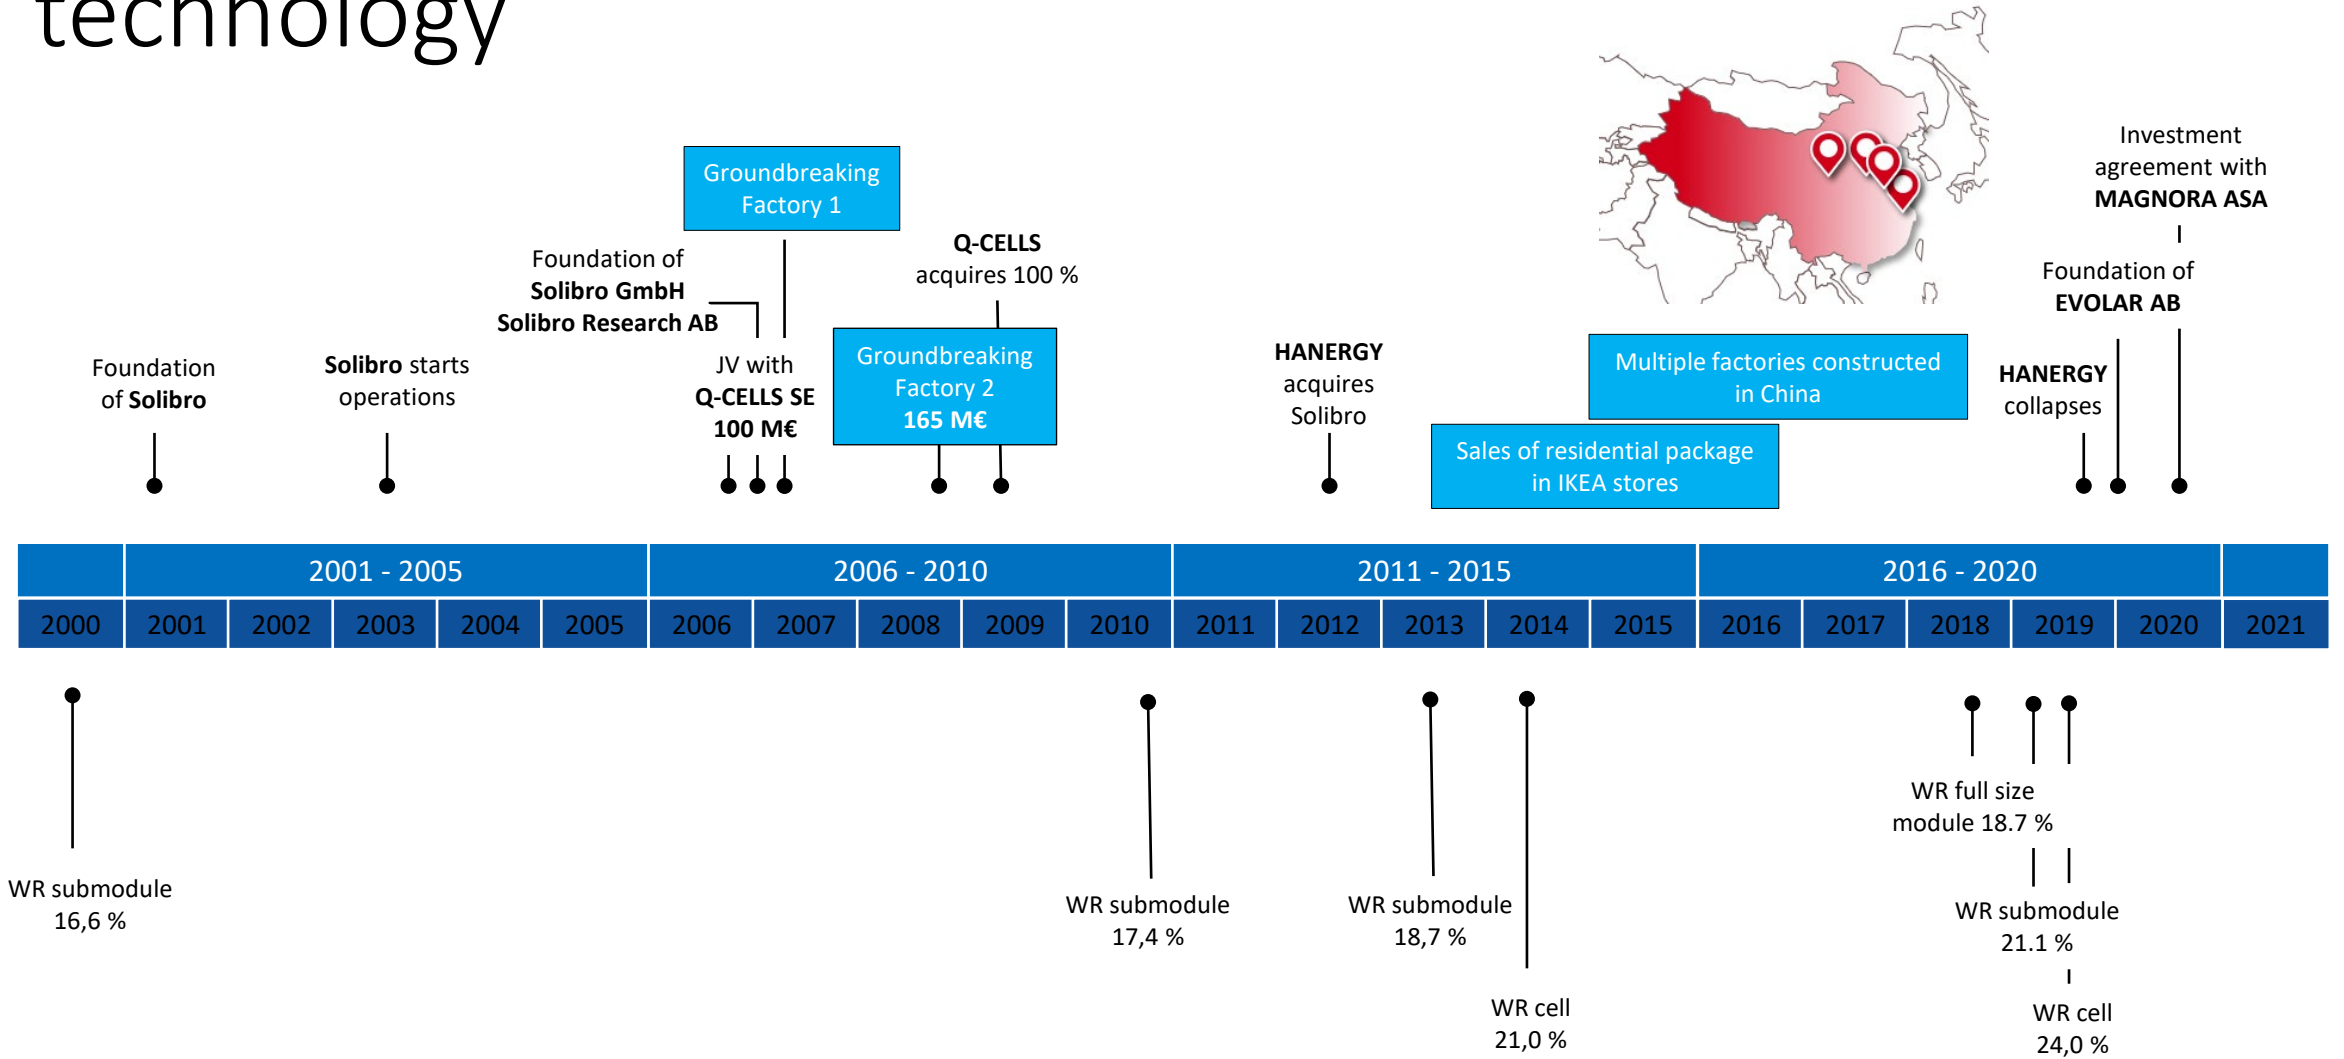 technology
Groundbreaking
Factory 1
Investment
agreement with
MAGNORA ASA
Foundation of
Solibro GmbH
Solibro Research AB
Q-CELLS
acquires 100 %
Foundation of
EVOLAR AB
Foundation
of Solibro
Solibro starts
operations
JV with
Q-CELLS SE
100 M€
Groundbreaking
Factory 2
165 M€
HANERGY
acquires
Solibro
Multiple factories constructed
in China
Sales of residential package
in IKEA stores
HANERGY
collapses
2001 - 2005
2006 - 2010
2011 - 2015
2016 - 2020
2000
2001
2002
2003
2004
2005
2006
2007
2008
2009
2010
2011
2012
2013
2014
2015
2016
2017
2018
2019
2020
2021
WR submodule
16,6 %
WR submodule
17,4 %
WR submodule
18,7 %
WR cell
21,0 %
WR full size
module 18.7 %
WR submodule
21.1 %
WR cell
24,0 %